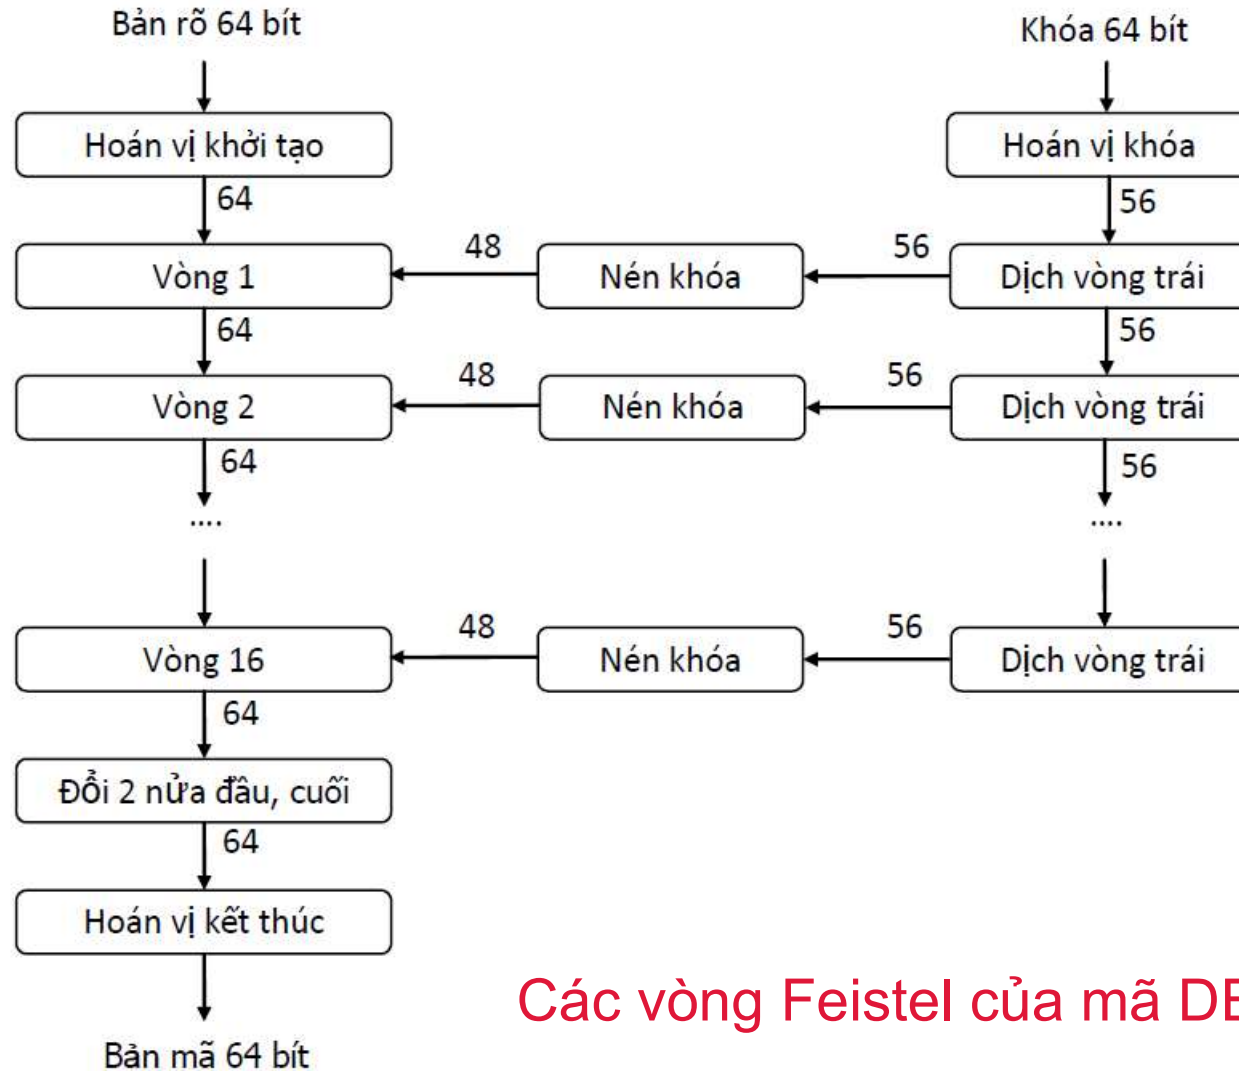 Bản rõ 64 bít
Khóa 64 bít
Hoán vị khởi tạo
Hoán vị khóa
64
56
Vòng 1
48
Nén khóa
56
Dịch vòng trái
64
56
Vòng 2
48
Nén khóa
56
Dịch vòng trái
64
56
....
....
Vòng 16
48
Nén khóa
56
Dịch vòng trái
64
Đổi 2 nửa đầu, cuối
64
Hoán vị kết thúc
Các vòng Feistel của mã
Bản mã 64 bít